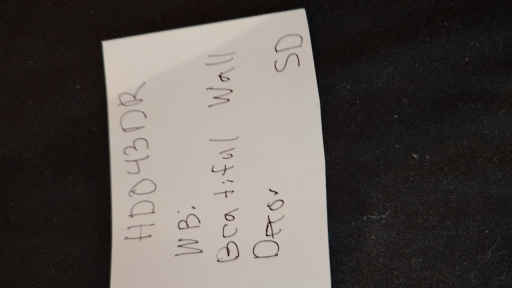 HD043DR
WB:
Beatiful Wall
Decor
SD